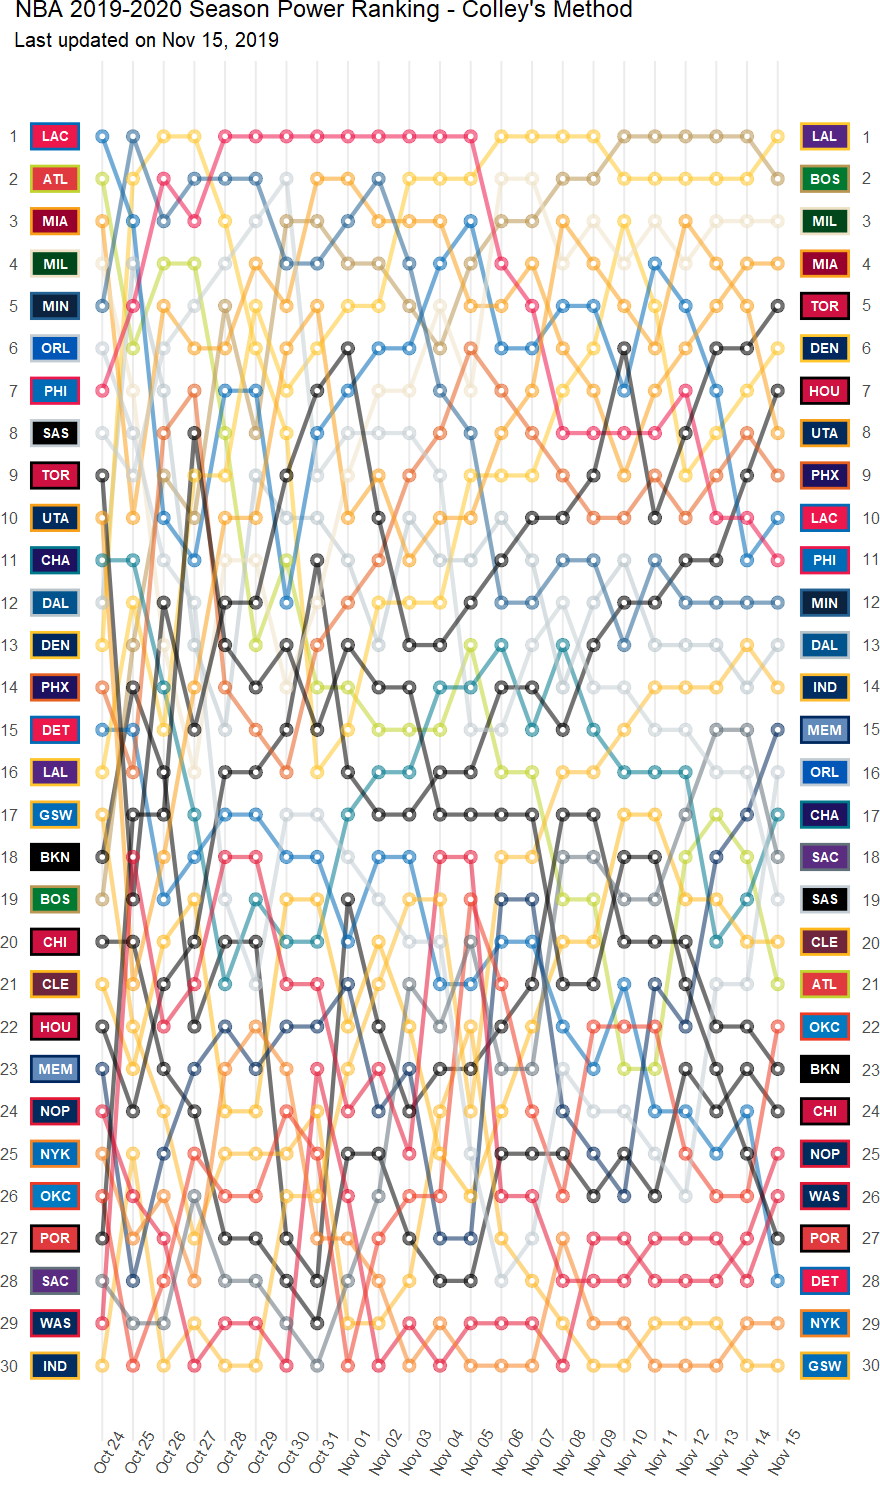 NBA 2019-2020 Season Power Ranking - Colley's Method
Last updated on Nov 15, 2019
1 LAC LAL 1
2 ATL BOS 2
3 MIA MIL 3
4 MIL MIA 4
5 MIN TOR 5
6 ORL DEN 6
7 PHI HOU 7
8 SAS UTA 8
9 TOR PHX 9
10 UTA LAC 10
11 CHA PHI 11
12 DAL MIN 12
13 DEN DAL 13
14 PHX IND 14
15 DET MEM 15
16 LAL ORL 16
17 GSW CHA 17
18 BKN SAC 18
19 BOS SAS 19
20 CHI CLE 20
21 CLE ATL 21
22 HOU OKC 22
23 MEM BKN 23
24 NOP CHI 24
25 NYK NOP 25
26 OKC WAS 26
27 POR POR 27
28 SAC DET 28
29 WAS NYK 29
30 IND GSW 30
Oct 24 Oct 25 Oct 26 Oct 27 Oct 28 Oct 29 Oct 30 Oct 31 Nov 01 Nov 02 Nov 03 Nov 04 Nov 05 Nov 06 Nov 07 Nov 08 Nov 09 Nov 10 Nov 11 Nov 12 Nov 13 Nov 14 Nov 15